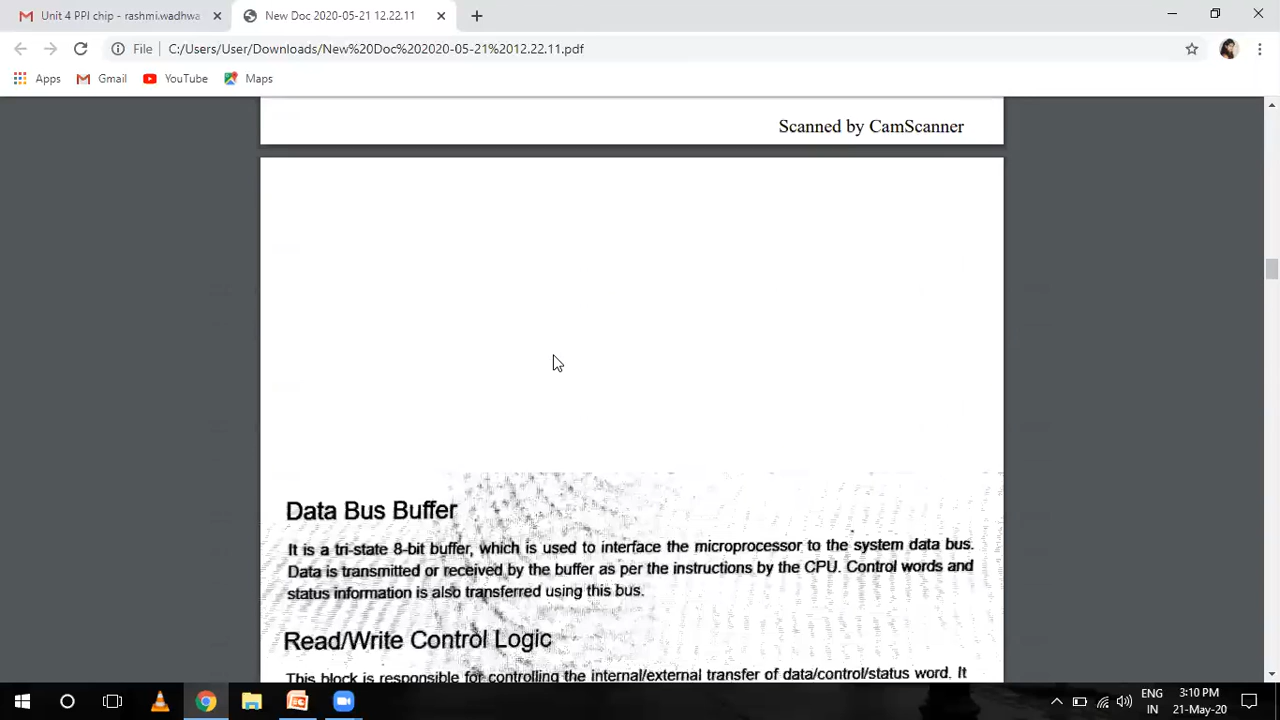 Unit 4 PPI chip - rashmi.wadhwa
New Doc 2020-05-21 12.22.11
File
C:/Users/User/Downloads/New%20Doc%202020-05-21%2012.22.11.pdf
Apps
Gmail
YouTube
Maps
Scanned by CamScanner
Data Bus Buffer
It is a tri-state 8-bit buffer, which is used to interface the microprocessor to the system data bus.
Data is transmitted or received by the buffer as per the instructions by the CPU. Control words and
status information is also transferred using this bus.
Read/Write Control Logic
This block is responsible for controlling the internal/external transfer of data/control/status word. It
ENG
IN
3:10 PM
21-May-20